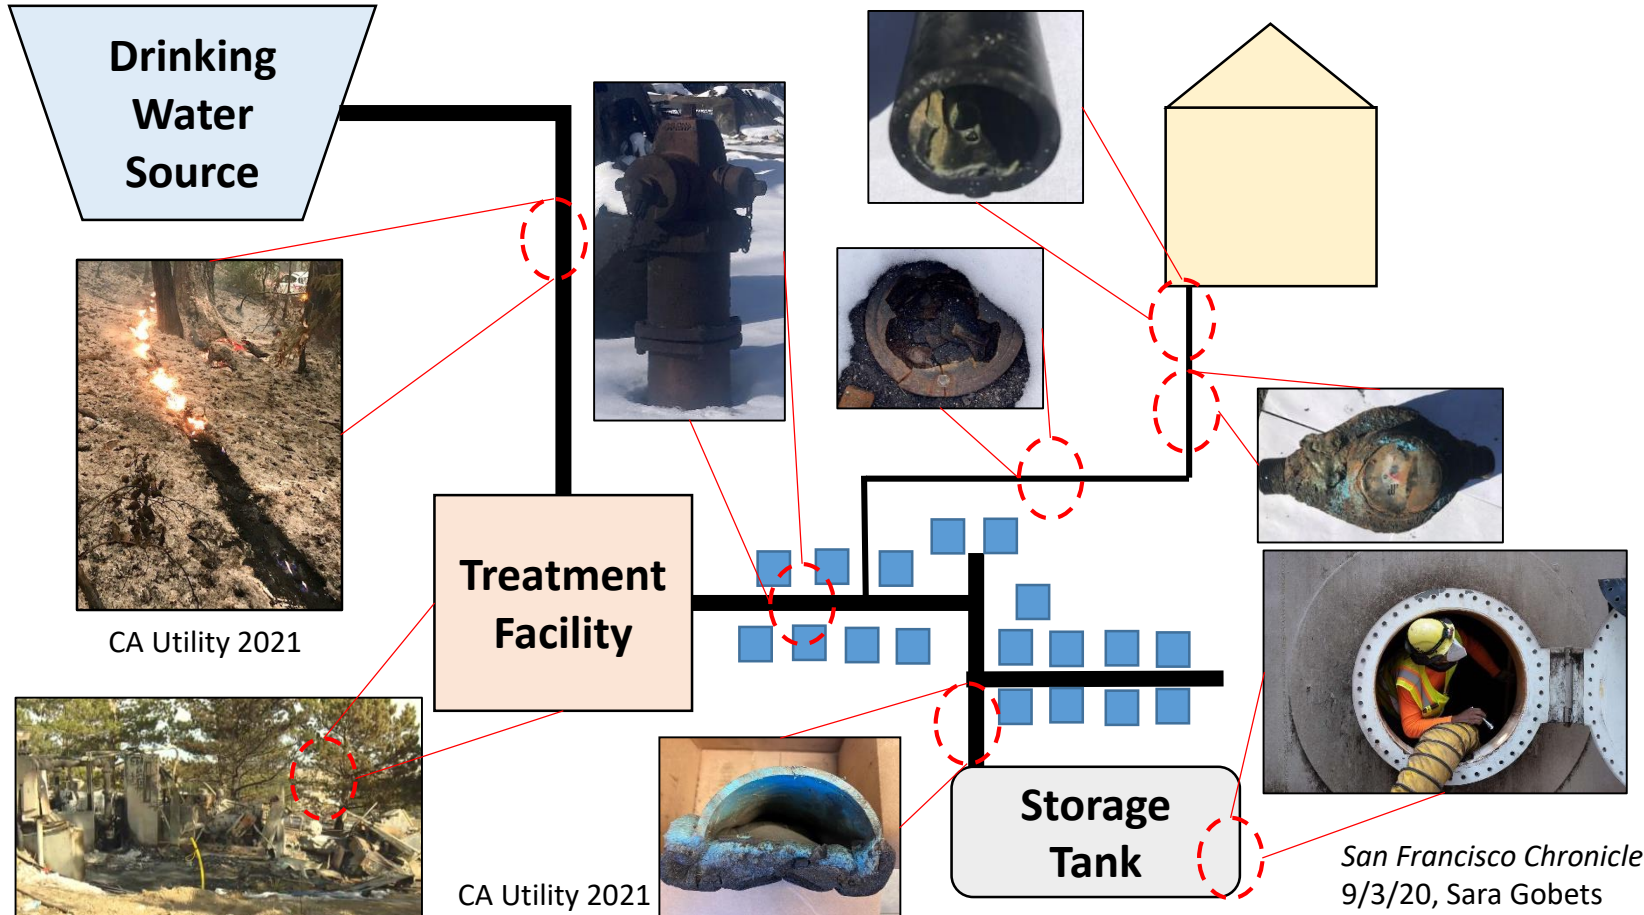 Drinking
Water
Source
CA Utility 2021
Treatment
Facility
CA Utility 2021
Storage
Tank
San Francisco Chronicle
9/3/20, Sara Gobets